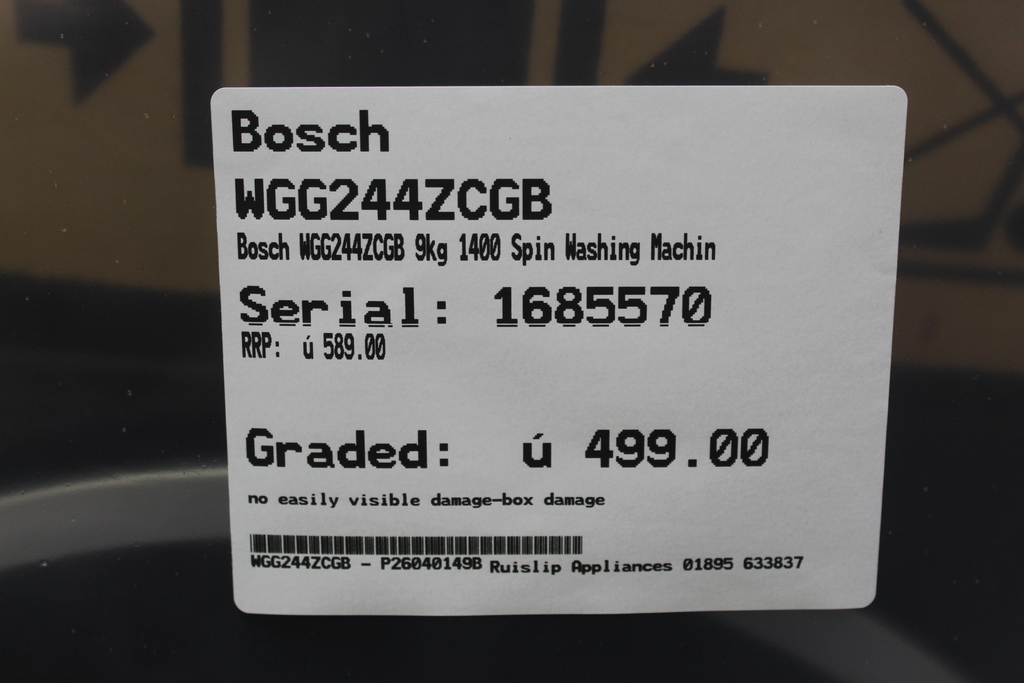 Bosch
WGG244ZCGB
Bosch WGG244ZCGB 9kg 1400 Spin Washing Machin
Serial: 1685570
RRP: ú 589.00
Graded: ú 499.00
no easily visible damage-box damage
WGG244ZCGB - P26040149B Ruislip Appliances 01895 633837